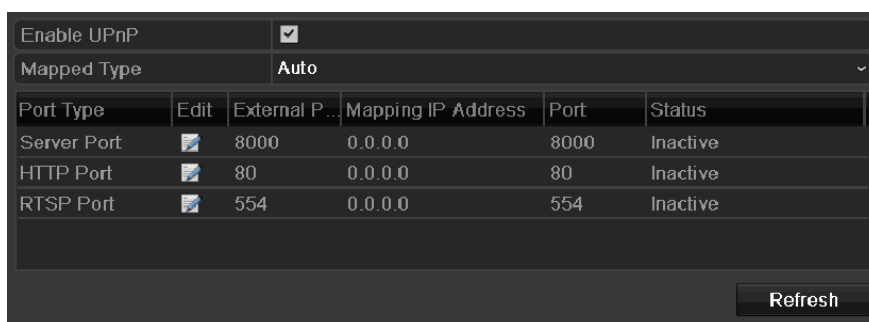 Enable UPnP
Mapped Type Auto
Port Type Edit External P... Mapping IP Address Port Status
Server Port 8000 0.0.0.0 8000 Inactive
HTTP Port 80 0.0.0.0 80 Inactive
RTSP Port 554 0.0.0.0 554 Inactive
Refresh